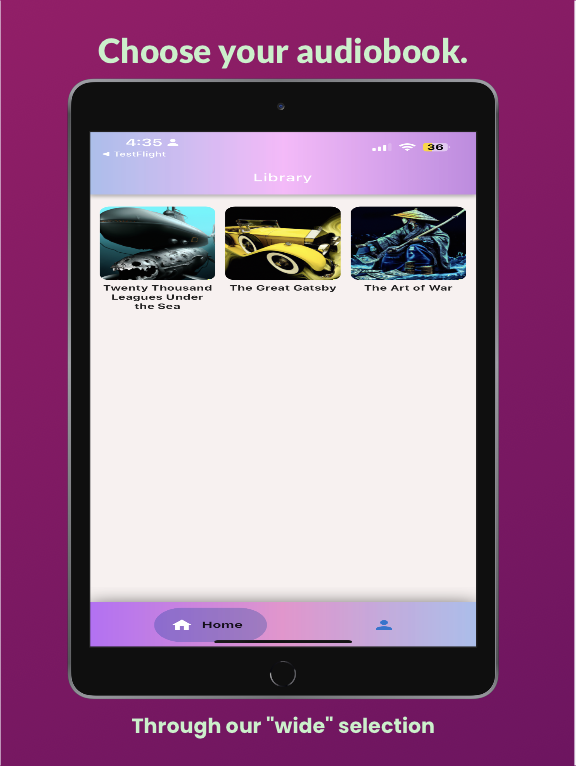 Choose your audiobook.
4:35
36
◄ TestFlight
Library
Twenty Thousand
Leagues Under
the Sea
The Great Gatsby
The Art of War
Home
Through our "wide" selection